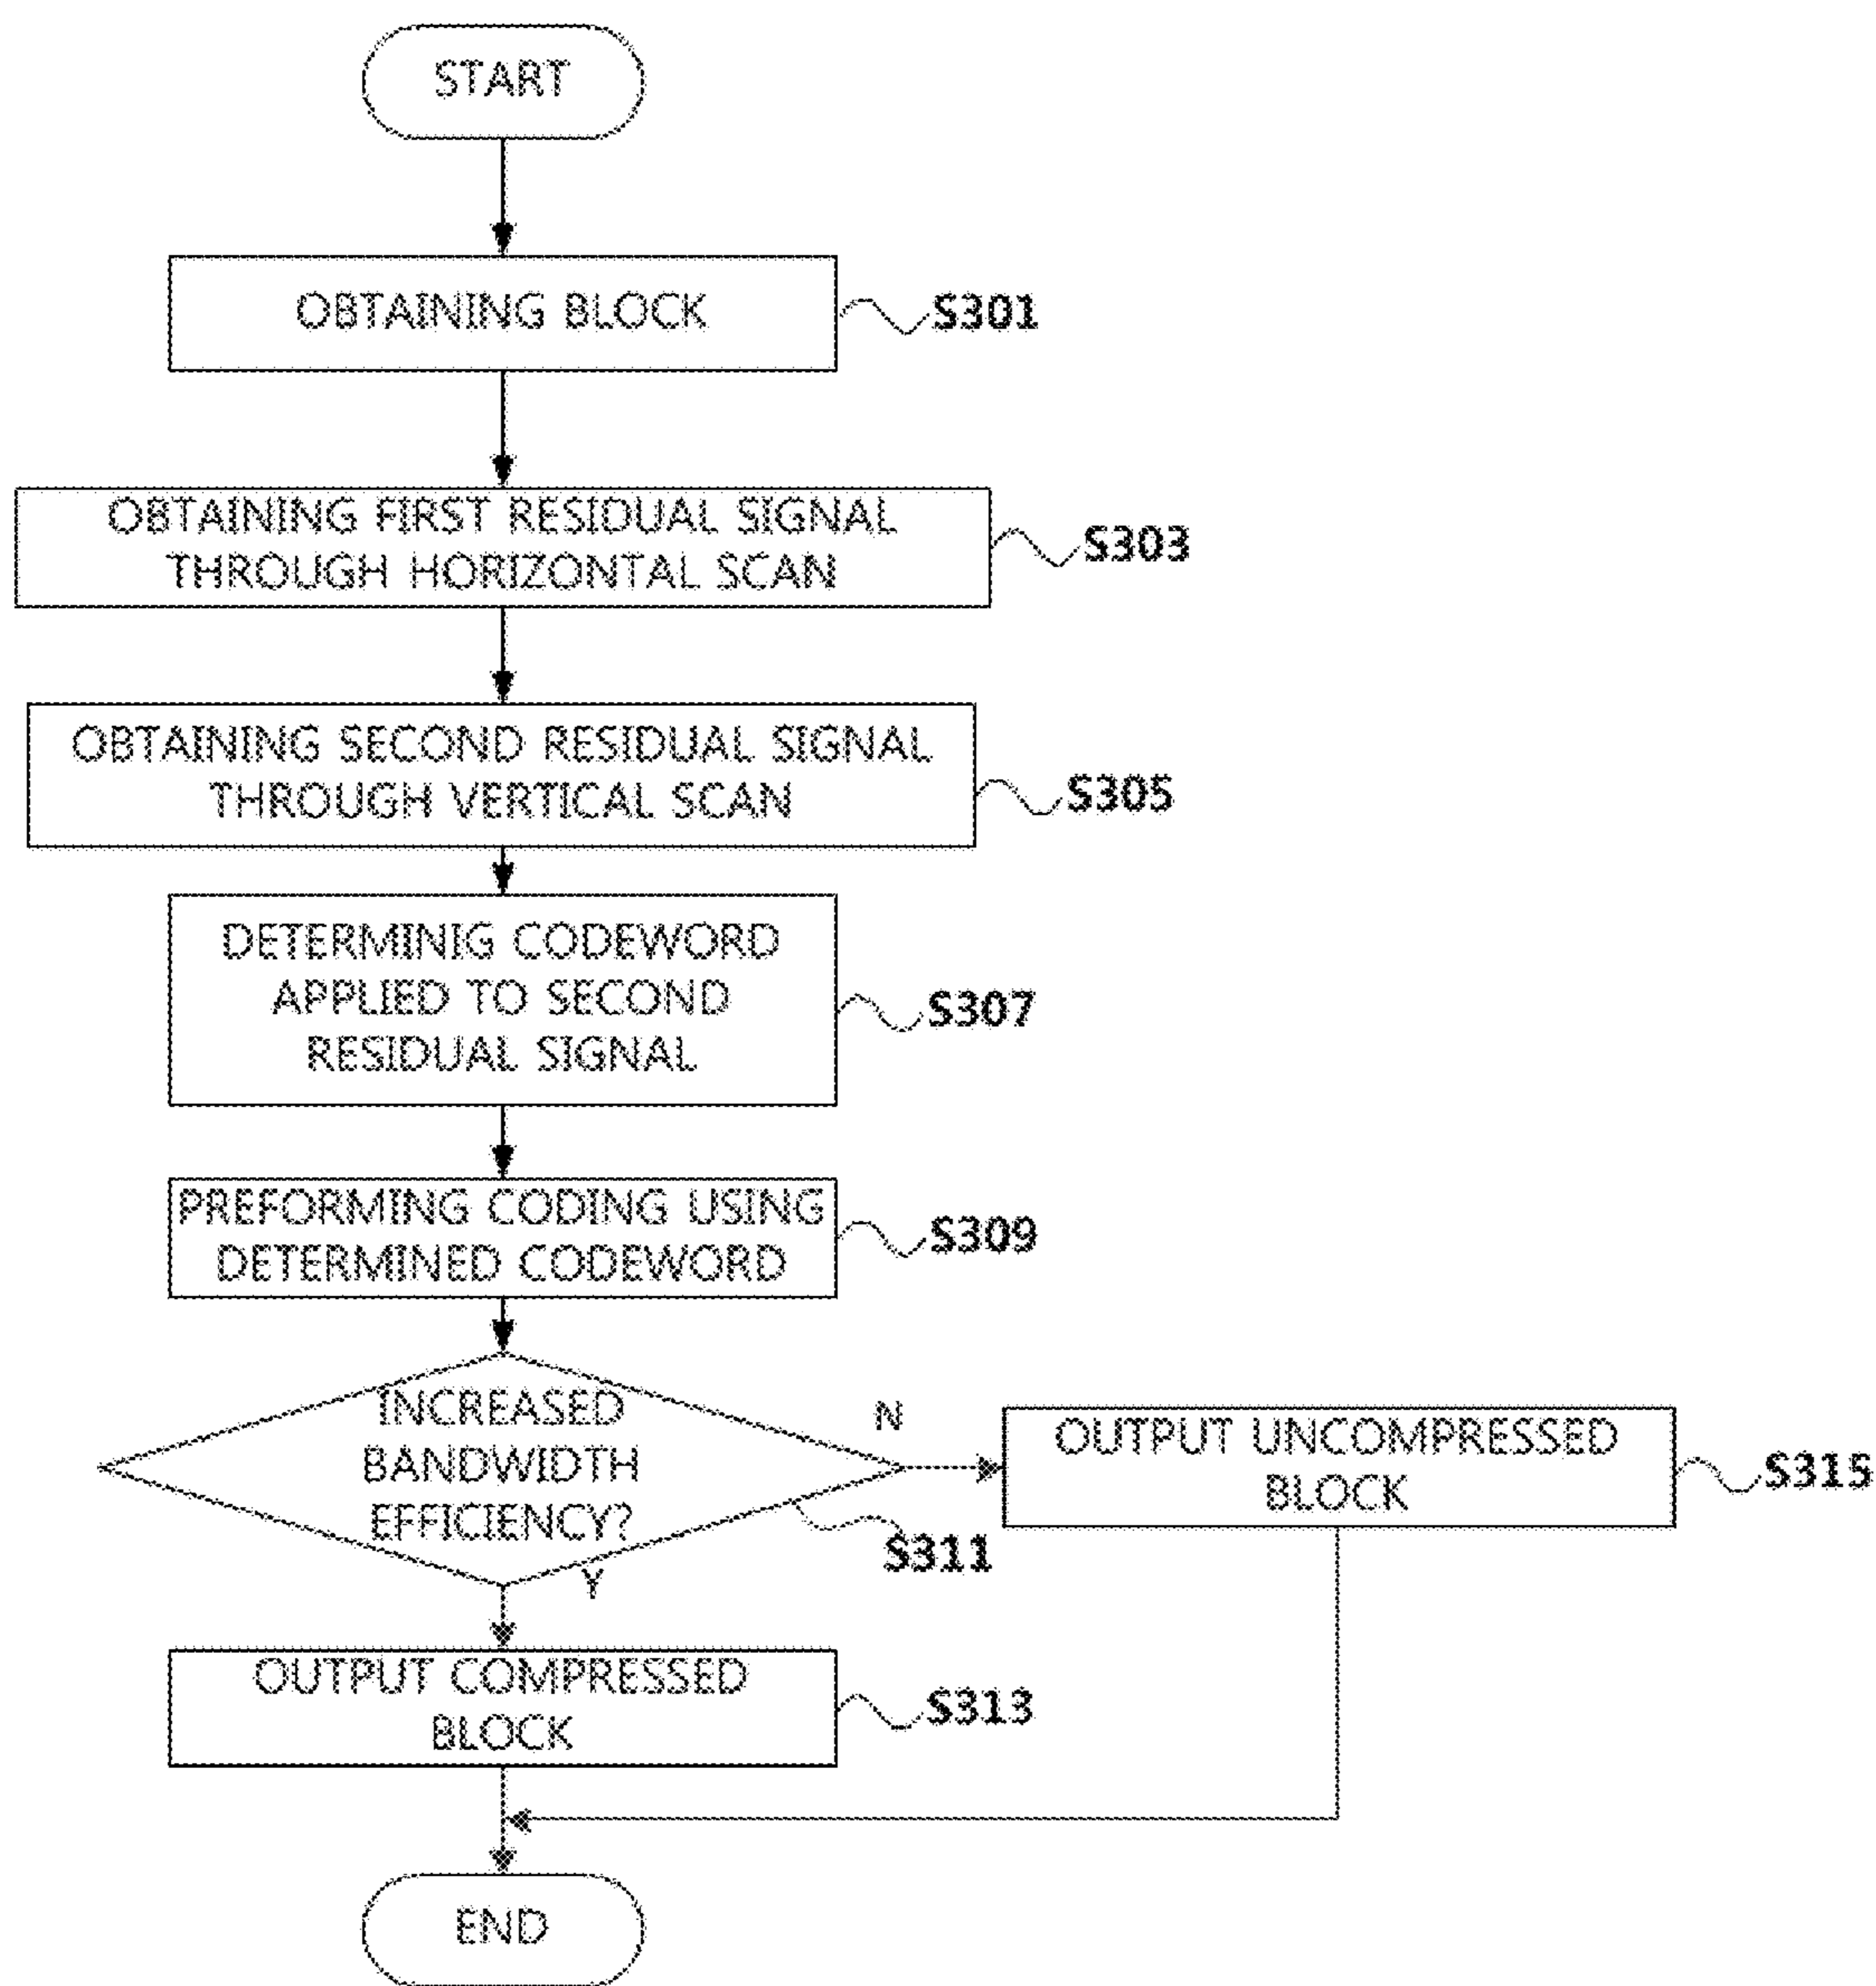 START
OBTAINING BLOCK
S301
OBTAINING FIRST RESIDUAL SIGNAL
THROUGH HORIZONTAL SCAN
S303
OBTAINING SECOND RESIDUAL SIGNAL
THROUGH VERTICAL SCAN
S305
DETERMINIG CODEWORD
APPLIED TO SECOND
RESIDUAL SIGNAL
S307
PREFORMING CODING USING
DETERMINED CODEWORD
S309
INCREASED
BANDWIDTH
EFFICIENCY?
S311
N
OUTPUT UNCOMPRESSED
BLOCK
S315
Y
OUTPUT COMPRESSED
BLOCK
S313
END